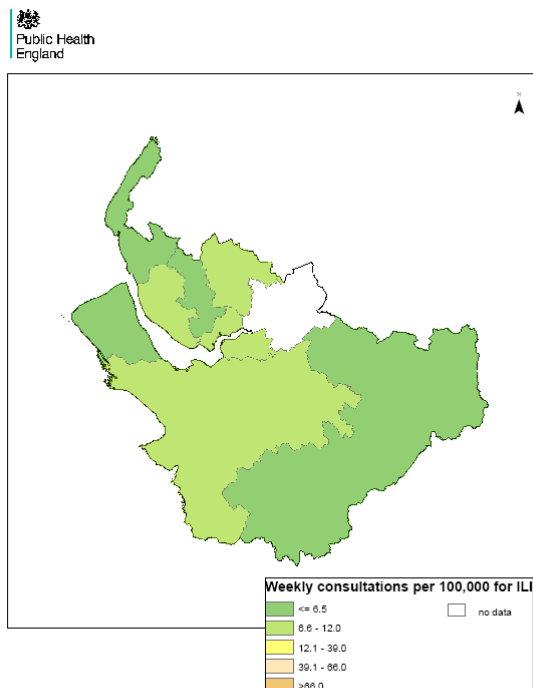 Public Health
England
Weekly consultations per 100,000 for ILI
<= 6.5
no data
6.6 - 12.0
12.1 - 39.0
39.1 - 66.0
>66.0